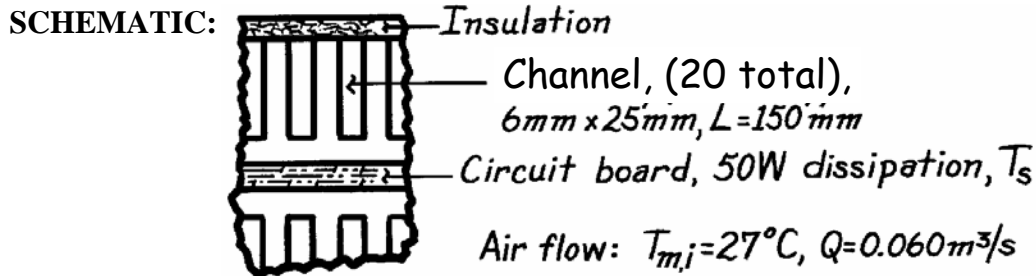 SCHEMATIC:
Insulation
Channel, (20 total),
6mm x 25mm, L=150mm
Circuit board, 50W dissipation, Ts
Air flow: Tm,i=27°C, Q=0.060m³/s